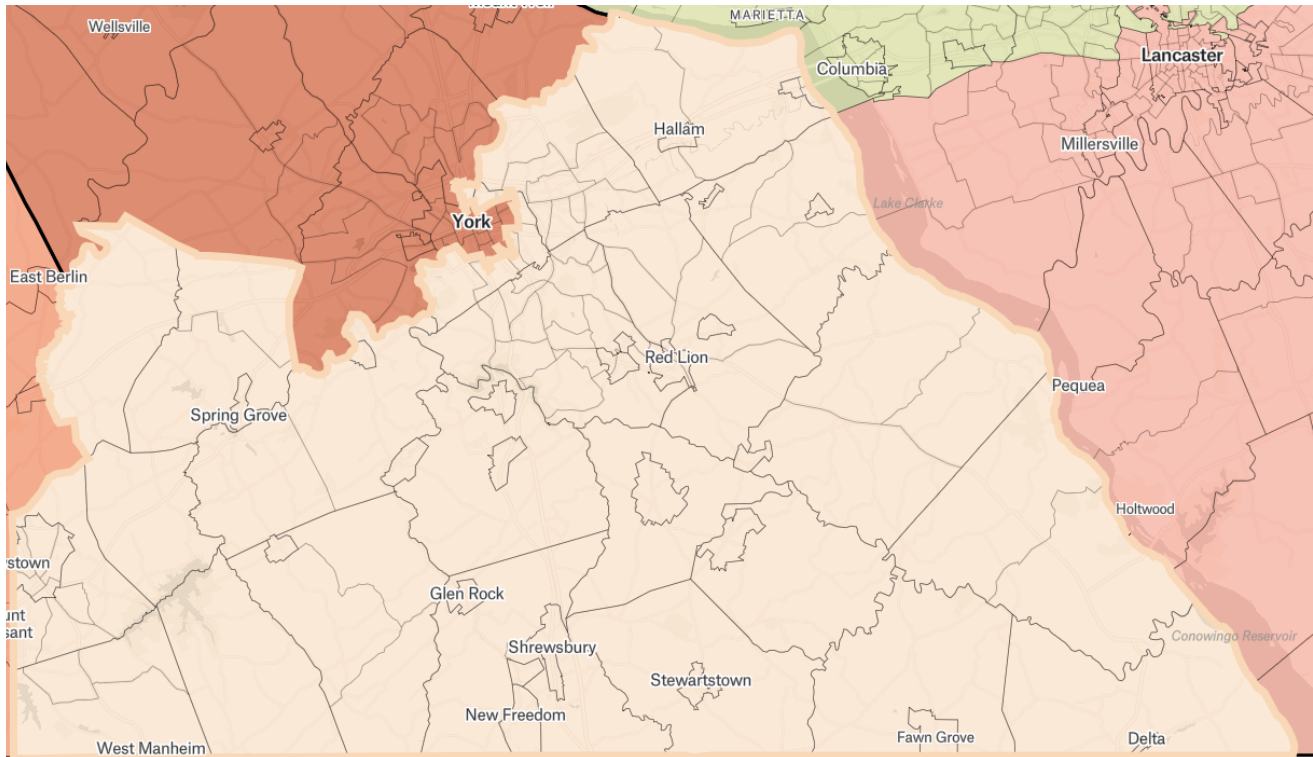 Wellsville
MARIETTA
Columbia
Lancaster
Hallam
Millersville
Lake Clarke
York
East Berlin
Red Lion
Pequea
Spring Grove
Holtwood
Glen Rock
Conowingo Reservoir
Shrewsbury
Stewartstown
New Freedom
Fawn Grove
Delta
West Manheim